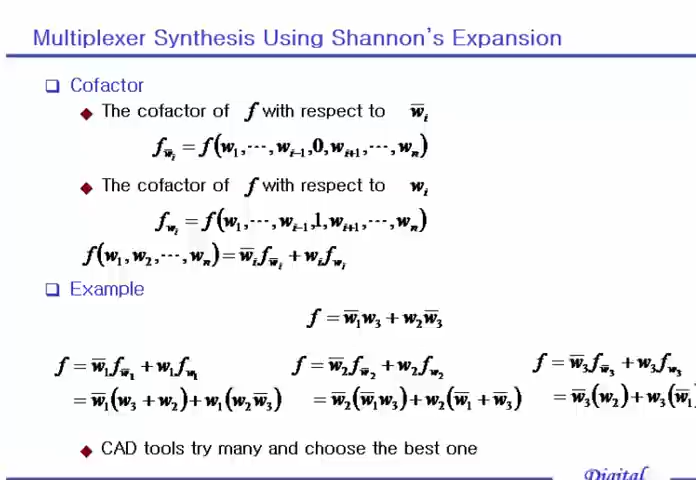 Multiplexer Synthesis Using Shannon's Expansion
❑ Cofactor
◆ The cofactor of f with respect to w̅ᵢ
f_w̅ᵢ = f(w₁,⋯,wᵢ₋₁,0,wᵢ₊₁,⋯,wₙ)
◆ The cofactor of f with respect to wᵢ
f_wᵢ = f(w₁,⋯,wᵢ₋₁,1,wᵢ₊₁,⋯,wₙ)
f(w₁,w₂,⋯,wₙ) = w̅ᵢf_w̅ᵢ + wᵢf_wᵢ
❑ Example
f = w̅₁w₃ + w₂w̅₃
f = w̅₁f_w̅₁ + w₁f_w₁
= w̅₁(w₃ + w₂) + w₁(w₂w̅₃)
f = w̅₂f_w̅₂ + w₂f_w₂
= w̅₂(w̅₁w₃) + w₂(w̅₁ + w̅₃)
f = w̅₃f_w̅₃ + w₃f_w₃
= w̅₃(w₂) + w₃(w̅₁
◆ CAD tools try many and choose the best one
Digital